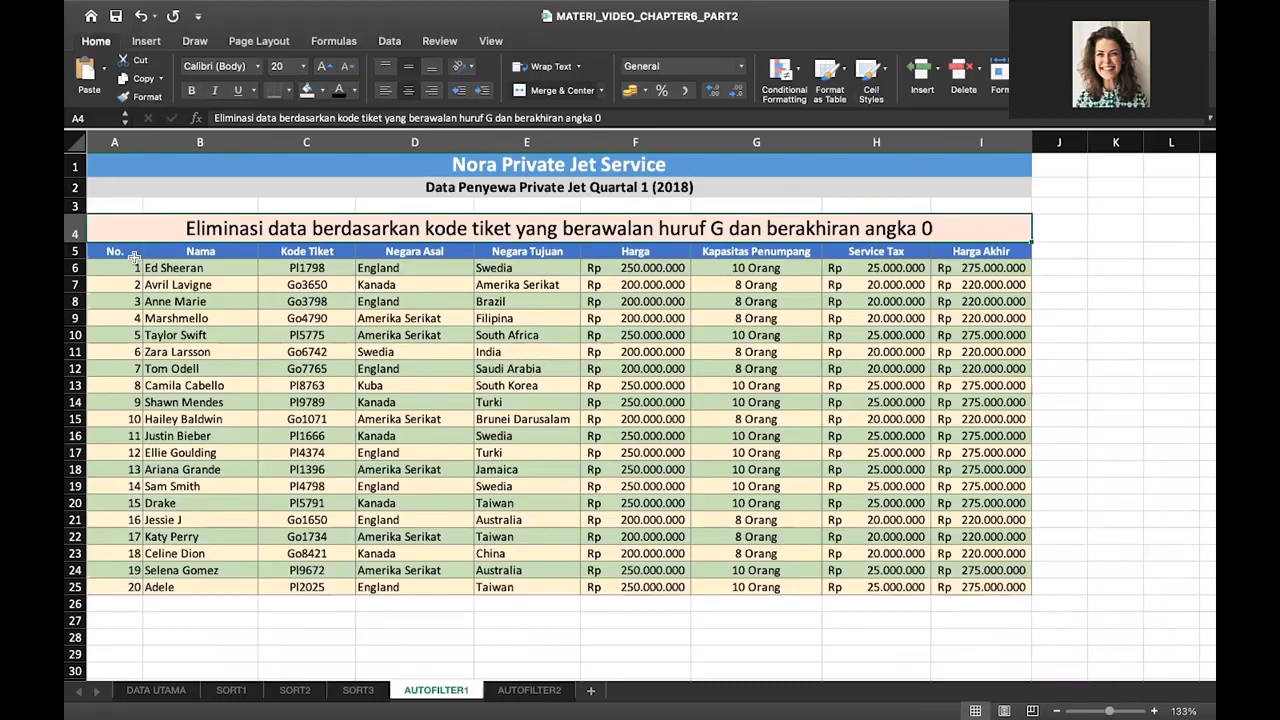 MATERI_VIDEO_CHAPTER6_PART2
Home Insert Draw Page Layout Formulas Data Review View
Paste Cut Copy Format
Calibri (Body) 20 A A
B I U A
Wrap Text
Merge & Center
General
%
Conditional Formatting
Format as Table
Cell Styles
Insert Delete Form
A4 fx Eliminasi data berdasarkan kode tiket yang berawalan huruf G dan berakhiran angka 0
A B C D E F G H I J K L
1 Nora Private Jet Service
2 Data Penyewa Private Jet Quartal 1 (2018)
3
4 Eliminasi data berdasarkan kode tiket yang berawalan huruf G dan berakhiran angka 0
5 No. Nama Kode Tiket Negara Asal Negara Tujuan Harga Kapasitas Penumpang Service Tax Harga Akhir
6 1 Ed Sheeran Pl1798 England Swedia Rp 250.000.000 10 Orang Rp 25.000.000 Rp 275.000.000
7 2 Avril Lavigne Go3650 Kanada Amerika Serikat Rp 200.000.000 8 Orang Rp 20.000.000 Rp 220.000.000
8 3 Anne Marie Go3798 England Brazil Rp 200.000.000 8 Orang Rp 20.000.000 Rp 220.000.000
9 4 Marshmello Go4790 Amerika Serikat Filipina Rp 200.000.000 8 Orang Rp 20.000.000 Rp 220.000.000
10 5 Taylor Swift Pl5775 Amerika Serikat South Africa Rp 250.000.000 10 Orang Rp 25.000.000 Rp 275.000.000
11 6 Zara Larsson Go6742 Swedia India Rp 200.000.000 8 Orang Rp 20.000.000 Rp 220.000.000
12 7 Tom Odell Go7765 England Saudi Arabia Rp 200.000.000 8 Orang Rp 20.000.000 Rp 220.000.000
13 8 Camila Cabello Pl8763 Kuba South Korea Rp 250.000.000 10 Orang Rp 25.000.000 Rp 275.000.000
14 9 Shawn Mendes Pl9789 Kanada Turki Rp 250.000.000 10 Orang Rp 25.000.000 Rp 275.000.000
15 10 Hailey Baldwin Go1071 Amerika Serikat Brunei Darusalam Rp 200.000.000 8 Orang Rp 20.000.000 Rp 220.000.000
16 11 Justin Bieber Pl1666 Kanada Swedia Rp 250.000.000 10 Orang Rp 25.000.000 Rp 275.000.000
17 12 Ellie Goulding Pl4374 England Turki Rp 250.000.000 10 Orang Rp 25.000.000 Rp 275.000.000
18 13 Ariana Grande Pl1396 Amerika Serikat Jamaica Rp 250.000.000 10 Orang Rp 25.000.000 Rp 275.000.000
19 14 Sam Smith Pl4798 England Swedia Rp 250.000.000 10 Orang Rp 25.000.000 Rp 275.000.000
20 15 Drake Pl5791 Kanada Taiwan Rp 250.000.000 10 Orang Rp 25.000.000 Rp 275.000.000
21 16 Jessie J Go1650 England Australia Rp 200.000.000 8 Orang Rp 20.000.000 Rp 220.000.000
22 17 Katy Perry Go1734 Amerika Serikat Taiwan Rp 200.000.000 8 Orang Rp 20.000.000 Rp 220.000.000
23 18 Celine Dion Go8421 Kanada China Rp 200.000.000 8 Orang Rp 20.000.000 Rp 220.000.000
24 19 Selena Gomez Pl9672 Amerika Serikat Australia Rp 250.000.000 10 Orang Rp 25.000.000 Rp 275.000.000
25 20 Adele Pl2025 England Taiwan Rp 250.000.000 10 Orang Rp 25.000.000 Rp 275.000.000
26
27
28
29
30
DATA UTAMA SORT1 SORT2 SORT3 AUTOFILTER1 AUTOFILTER2 +
133%